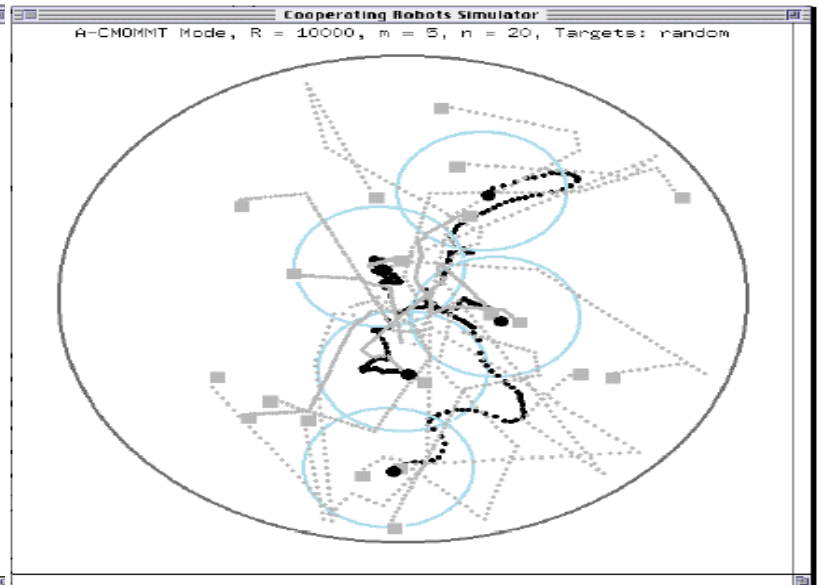 Cooperating Robots Simulator
A-CMOMMT Mode, R = 10000, m = 5, n = 20, Targets: random